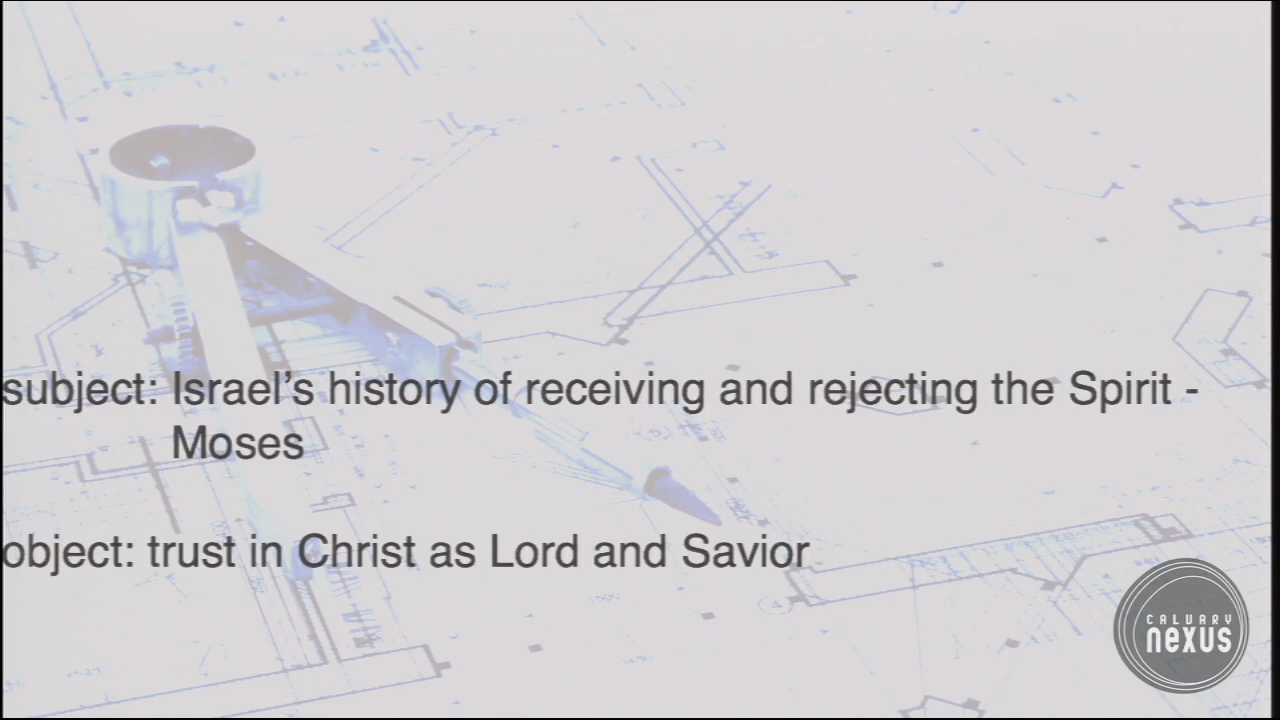 subject: Israel’s history of receiving and rejecting the Spirit -
Moses
object: trust in Christ as Lord and Savior
CALVARY
nexus